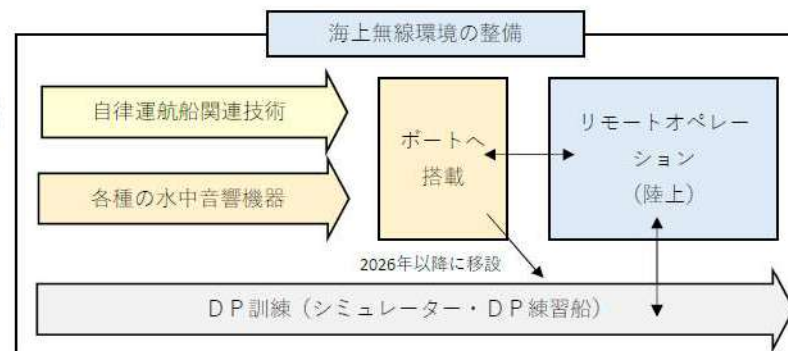 海上無線環境の整備
自律運航船関連技術
各種の水中音響機器
ボートへ
搭載
リモートオペレー
ション
(陸上)
2026年以降に移設
ＤＰ訓練（シミュレーター・ＤＰ練習船）